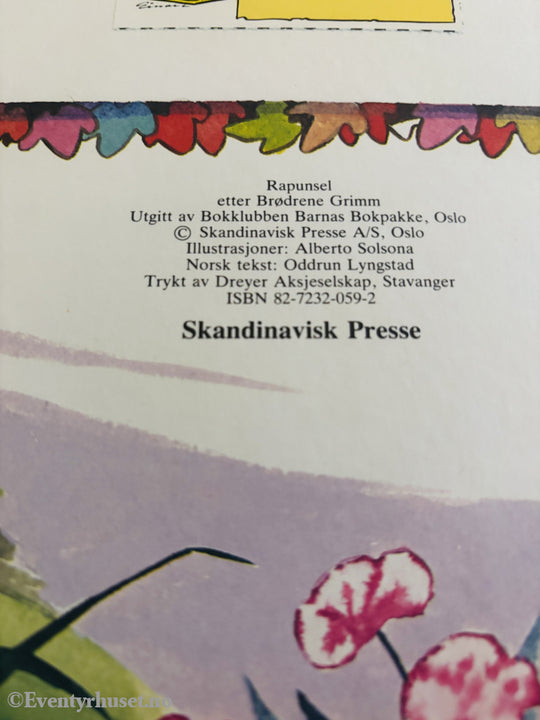 Einar
Rapunsel
etter Brødrene Grimm
Utgitt av Bokklubben Barnas Bokpakke, Oslo
© Skandinavisk Presse A/S, Oslo
Illustrasjoner: Alberto Solsona
Norsk tekst: Oddrun Lyngstad
Trykt av Dreyer Aksjeselskap, Stavanger
ISBN 82-7232-059-2
Skandinavisk Presse
©Eventyrhuset.no